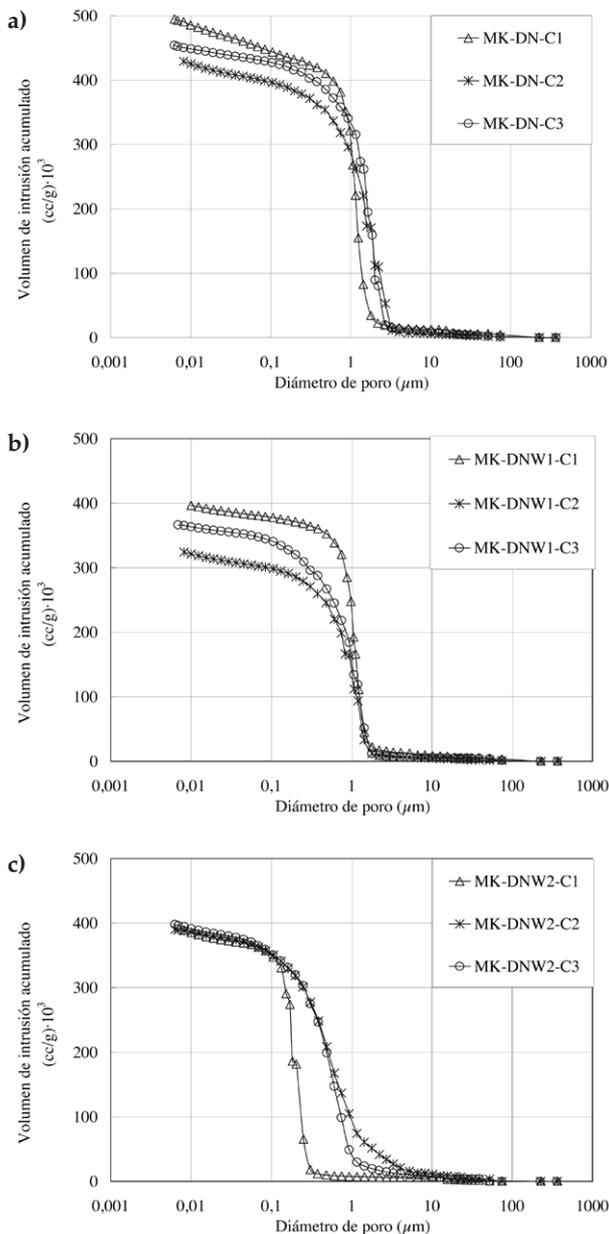 a)
Volumen de intrusión acumulado
(cc/g)·10³
500
400
300
200
100
0
0,001 0,01 0,1 1 10 100 1000
Diámetro de poro (µm)
MK-DN-C1
MK-DN-C2
MK-DN-C3
b)
Volumen de intrusión acumulado
(cc/g)·10³
500
400
300
200
100
0
0,001 0,01 0,1 1 10 100 1000
Diámetro de poro (µm)
MK-DNW1-C1
MK-DNW1-C2
MK-DNW1-C3
c)
Volumen de intrusión acumulado
(cc/g)·10³
500
400
300
200
100
0
0,001 0,01 0,1 1 10 100 1000
Diámetro de poro (µm)
MK-DNW2-C1
MK-DNW2-C2
MK-DNW2-C3